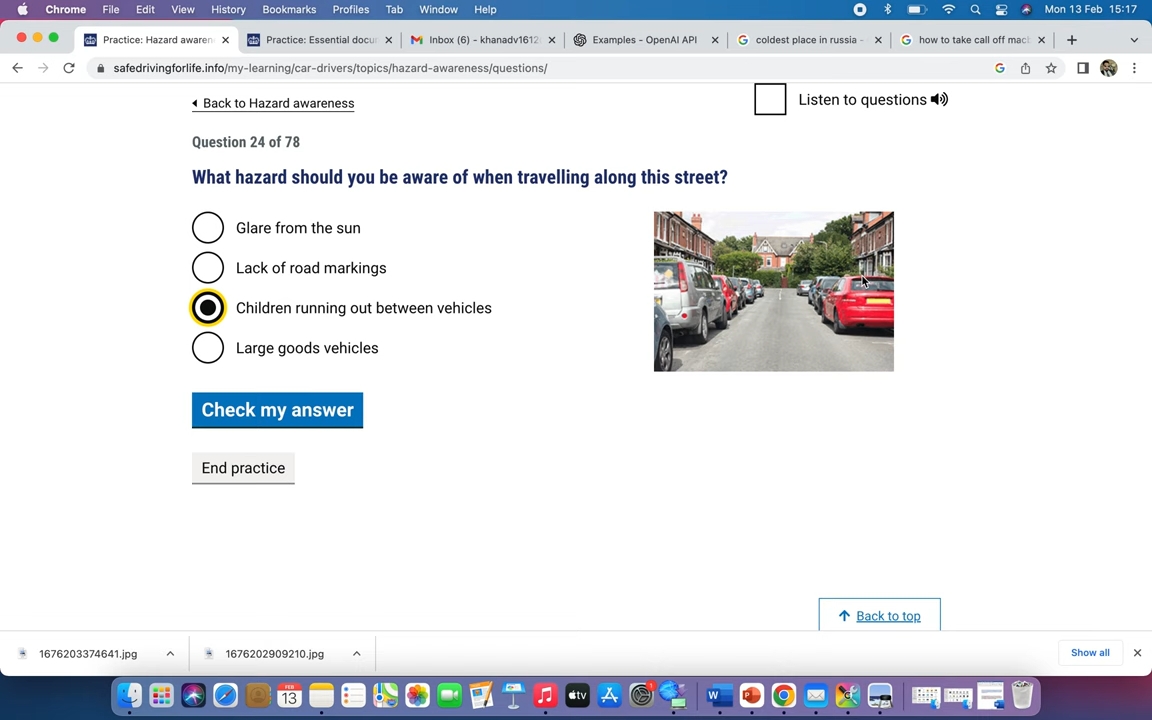 Chrome File Edit View History Bookmarks Profiles Tab Window Help Mon 13 Feb 15:17
Practice: Hazard awaren Practice: Essential docu Inbox (6) - khanadv1612 Examples - OpenAI API coldest place in russia - how to take call off mac
safedrivingforlife.info/my-learning/car-drivers/topics/hazard-awareness/questions/
Back to Hazard awareness
Listen to questions
Question 24 of 78
What hazard should you be aware of when travelling along this street?
Glare from the sun
Lack of road markings
Children running out between vehicles
Large goods vehicles
Check my answer
End practice
Back to top
1676203374641.jpg 1676202909210.jpg Show all
FEB
13
tv
1